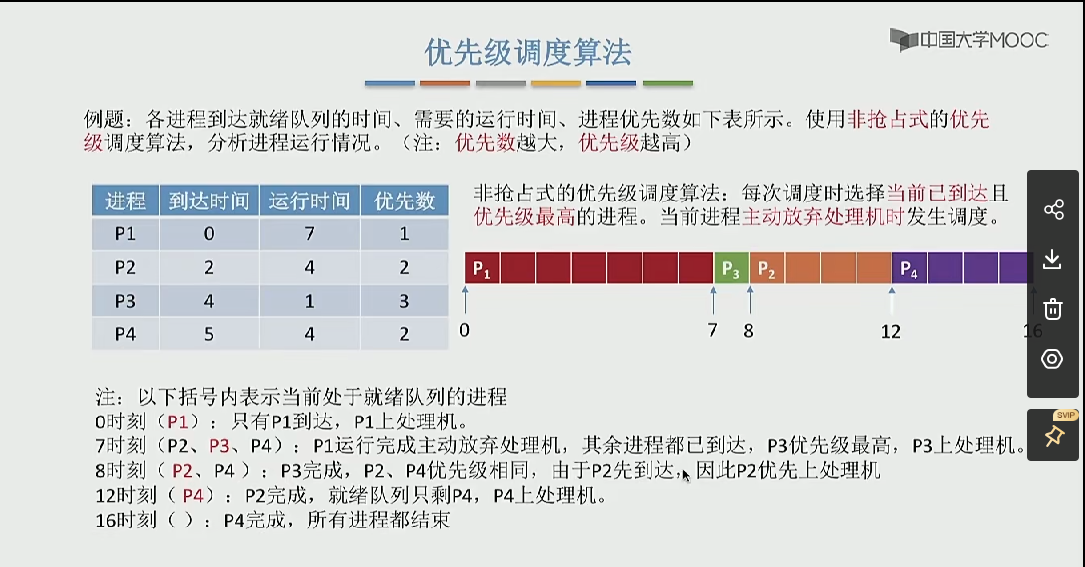 优先级调度算法
中国大学MOOC
例题：各进程到达就绪队列的时间、需要的运行时间、进程优先数如下表所示。使用非抢占式的优先
级调度算法，分析进程运行情况。（注：优先数越大，优先级越高）
进程 到达时间 运行时间 优先数
P1 0 7 1
P2 2 4 2
P3 4 1 3
P4 5 4 2
非抢占式的优先级调度算法：每次调度时选择当前已到达且
优先级最高的进程。当前进程主动放弃处理机时发生调度。
P1 P3 P2 P4
0 7 8 12 16
注：以下括号内表示当前处于就绪队列的进程
0时刻（P1）：只有P1到达，P1上处理机。
7时刻（P2、P3、P4）：P1运行完成主动放弃处理机，其余进程都已到达，P3优先级最高，P3上处理机。
8时刻（P2、P4）：P3完成，P2、P4优先级相同，由于P2先到达，因此P2优先上处理机
12时刻（P4）：P2完成，就绪队列只剩P4，P4上处理机。
16时刻（）：P4完成，所有进程都结束
SVIP